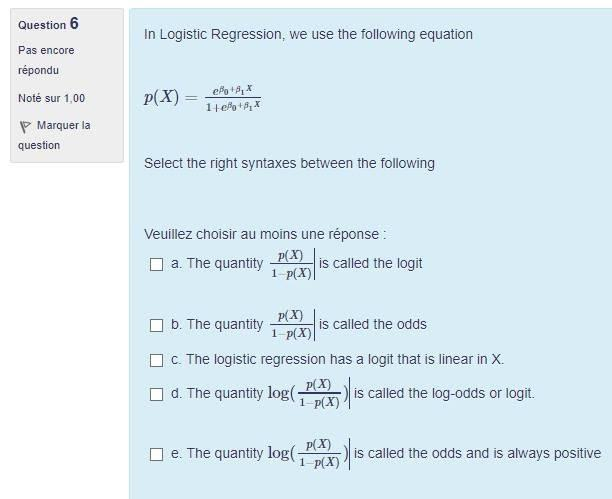 Question 6
Pas encore
répondu
Noté sur 1,00
Marquer la
question
In Logistic Regression, we use the following equation
p(X) = e^{β₀+β₁X} / 1+e^{β₀+β₁X}
Select the right syntaxes between the following
Veuillez choisir au moins une réponse :
a. The quantity p(X) / 1−p(X) | is called the logit
b. The quantity p(X) / 1−p(X) | is called the odds
c. The logistic regression has a logit that is linear in X.
d. The quantity log( p(X) / 1−p(X) ) | is called the log-odds or logit.
e. The quantity log( p(X) / 1−p(X) ) | is called the odds and is always positive